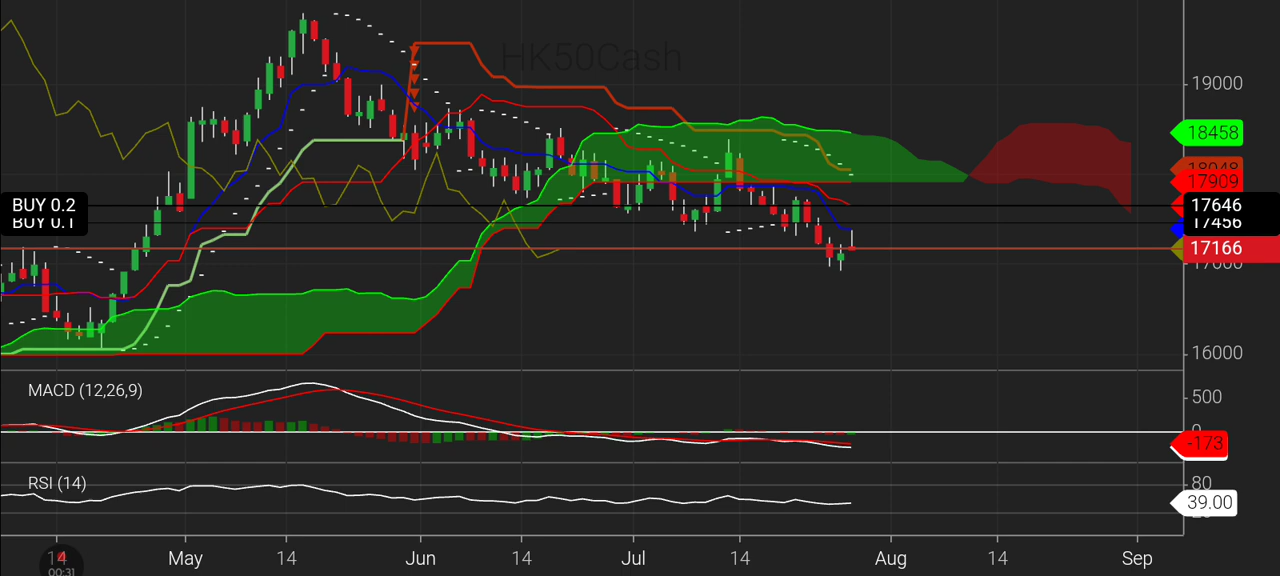 HK50Cash
19000
18458
18048
17909
BUY 0.2
17646
BUY 0.1
17456
17166
17000
16000
MACD (12,26,9)
500
0
-173
RSI (14)
80
39.00
14 May 14 Jun 14 Jul 14 Aug 14 Sep
4
00:31